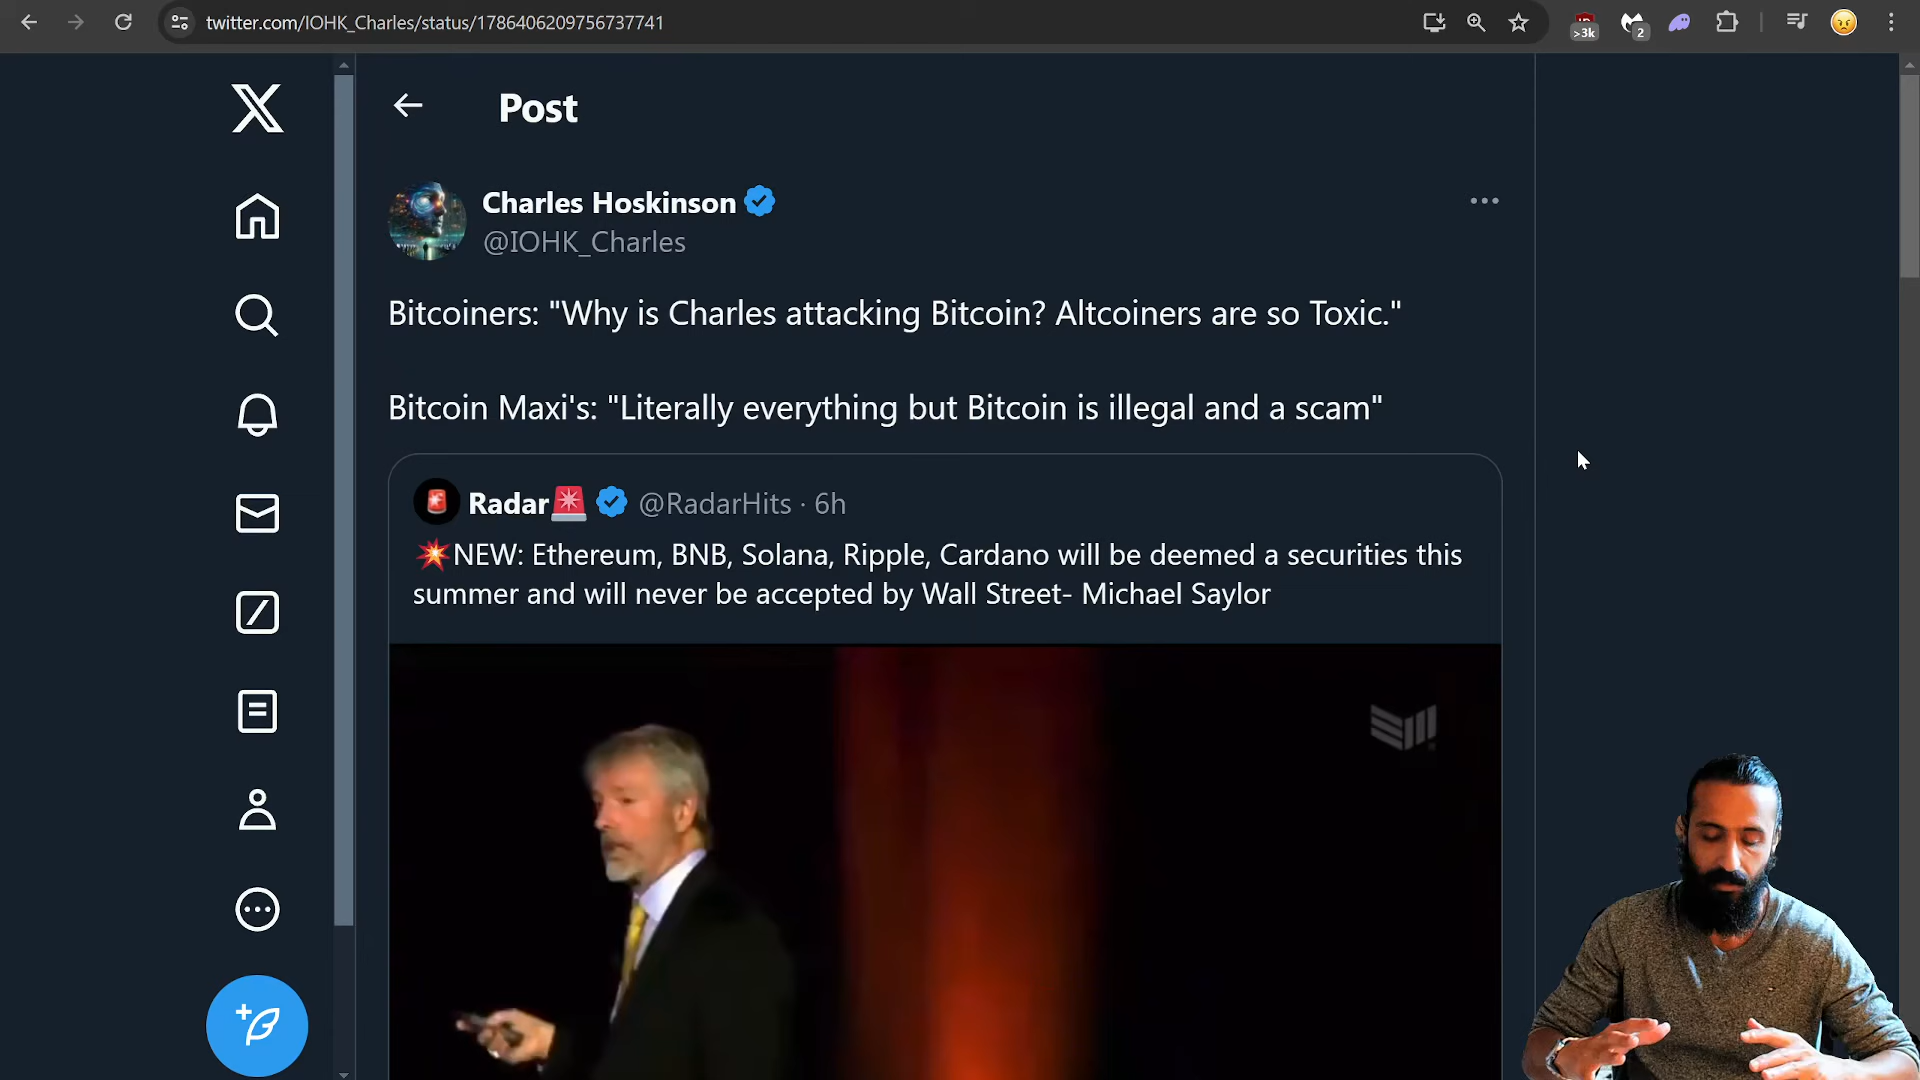 twitter.com/IOHK_Charles/status/1786406209756737741
>3k
2
Post
Charles Hoskinson
@IOHK_Charles
Bitcoiners: "Why is Charles attacking Bitcoin? Altcoiners are so Toxic."
Bitcoin Maxi's: "Literally everything but Bitcoin is illegal and a scam"
Radar🚨 @RadarHits · 6h
💥NEW: Ethereum, BNB, Solana, Ripple, Cardano will be deemed a securities this
summer and will never be accepted by Wall Street- Michael Saylor